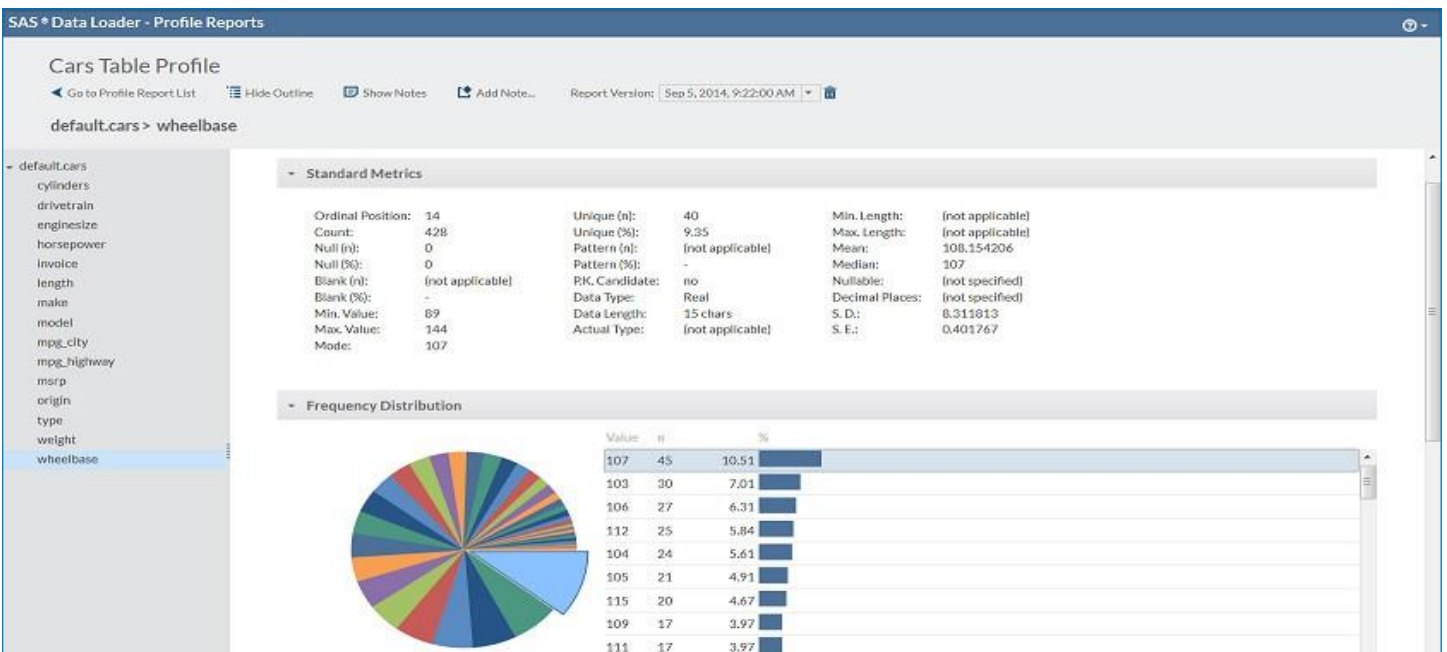 SAS® Data Loader - Profile Reports
Cars Table Profile
Go to Profile Report List Hide Outline Show Notes Add Note... Report Version: Sep 5, 2014, 9:22:00 AM
default.cars > wheelbase
default.cars
cylinders
drivetrain
enginesize
horsepower
invoice
length
make
model
mpg_city
mpg_highway
msrp
origin
type
weight
wheelbase
Standard Metrics
Ordinal Position: 14 Unique (n): 40 Min. Length: (not applicable)
Count: 428 Unique (%): 9.35 Max. Length: (not applicable)
Null (n): 0 Pattern (n): (not applicable) Mean: 108.154206
Null (%): 0 Pattern (%): - Median: 107
Blank (n): (not applicable) P.K. Candidate: no Nullable: (not specified)
Blank (%): - Data Type: Real Decimal Places: (not specified)
Min. Value: 89 Data Length: 15 chars S. D.: 8.311813
Max. Value: 144 Actual Type: (not applicable) S. E.: 0.401767
Mode: 107
Frequency Distribution
Value n %
107 45 10.51
103 30 7.01
106 27 6.31
112 25 5.84
104 24 5.61
105 21 4.91
115 20 4.67
109 17 3.97
111 17 3.97